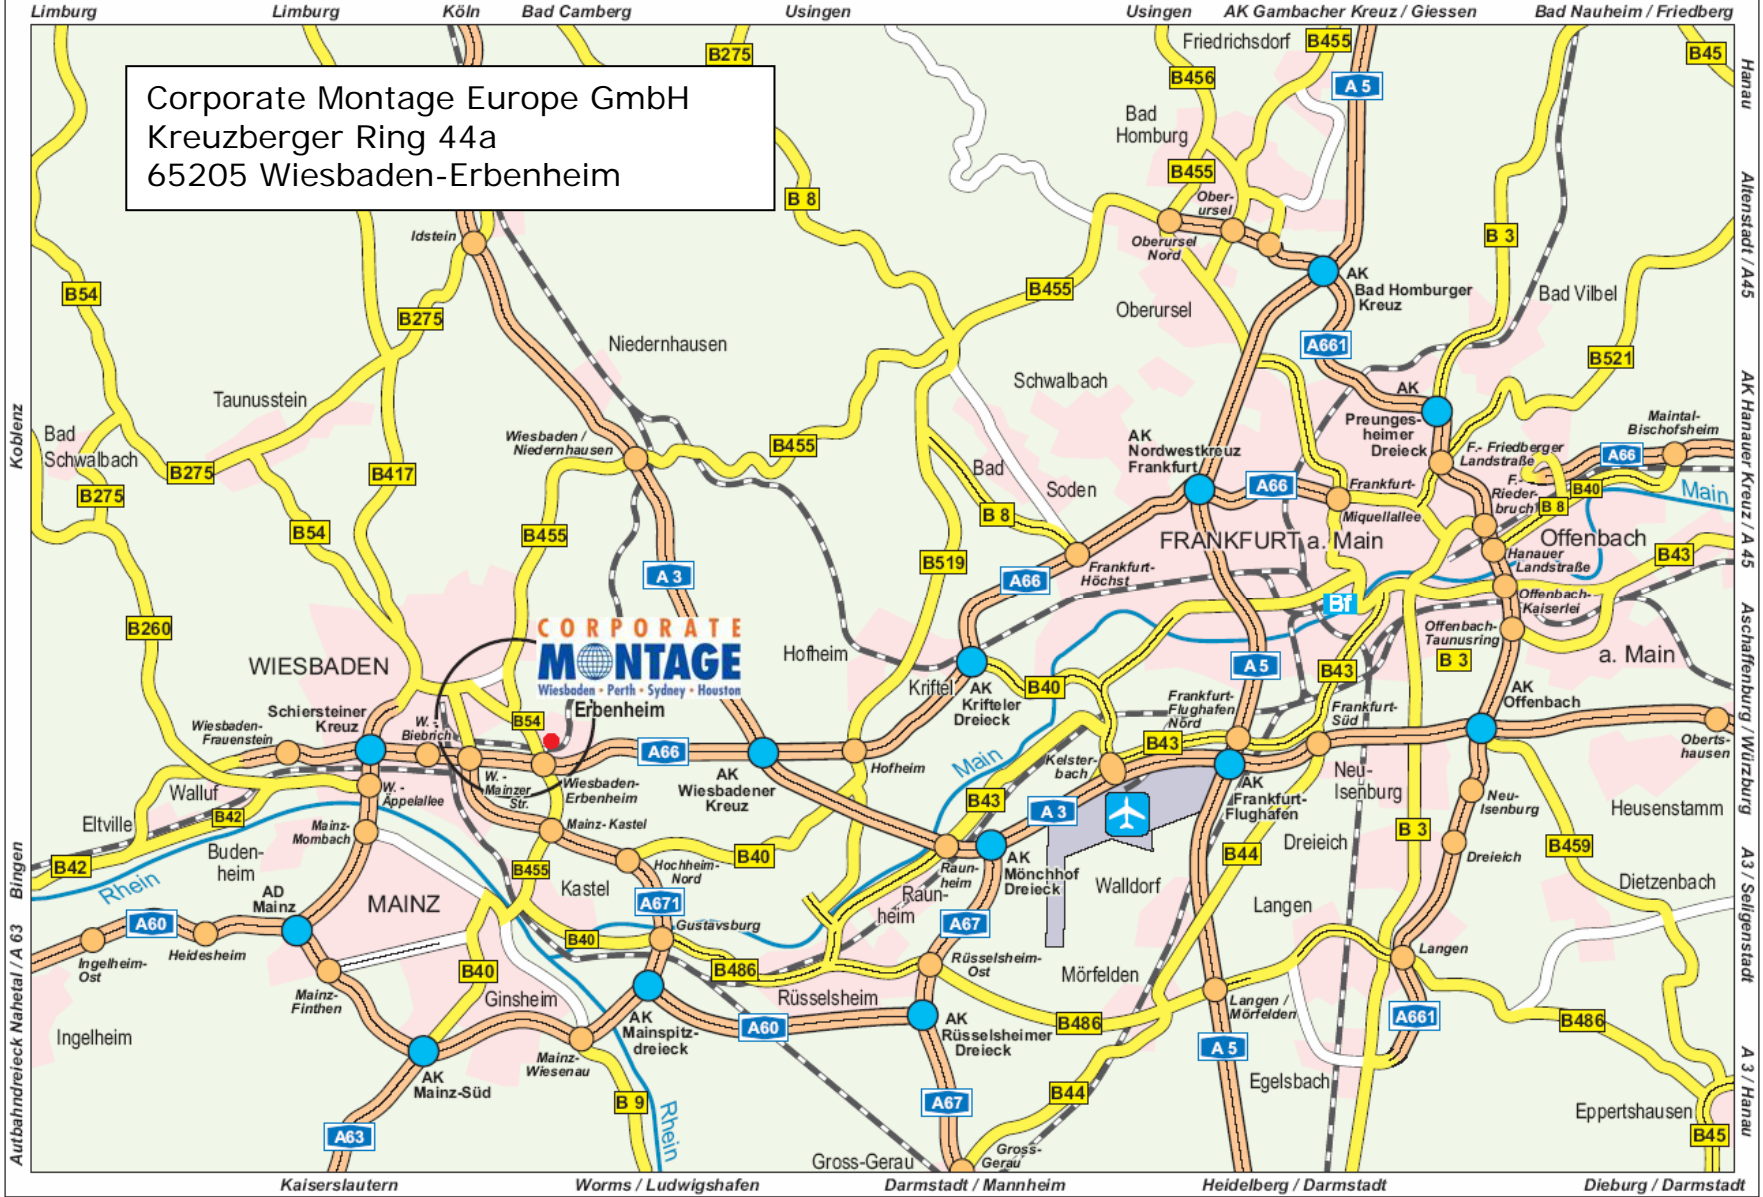 Limburg
Limburg
Köln
Bad Camberg
Usingen
Usingen
AK Gambacher Kreuz / Giessen
Bad Nauheim / Friedberg
Corporate Montage Europe GmbH
Kreuzberger Ring 44a
65205 Wiesbaden-Erbenheim
B275
Friedrichsdorf
B455
B45
Hanau
B456
A 5
Bad
Homburg
B455
B 8
Ober-
ursel
Altenstadt / A45
Idstein
Oberursel
Nord
B 3
AK
Bad Homburger
Kreuz
Bad Vilbel
B54
B455
B275
Oberursel
Niedernhausen
A661
B521
Schwalbach
AK
Preunges-
heimer
Dreieck
AK Hanauer Kreuz / A 45
Taunusstein
Koblenz
Bad
Schwalbach
Wiesbaden /
Niedernhausen
B455
AK
Nordwestkreuz
Frankfurt
Maintal-
Bischofsheim
F.- Friedberger
Landstraße
A66
B275
B417
B275
Bad
Soden
A66
Frankfurt-
Miquellallee
F.-
Rieder-
bruch
B40
B 8
Main
B 8
B54
B455
FRANKFURT a. Main
Offenbach
B43
Hanauer
Landstraße
B519
A 3
A66
Frankfurt-
Höchst
Offenbach-
Kaiserlei
Bf
B260
CORPORATE
MONTAGE
Wiesbaden • Perth • Sydney • Houston
Offenbach-
Taunusring
B 3
a. Main
Aschaffenburg / Würzburg
WIESBADEN
Hofheim
A 5
B43
Kriftel
AK
Krifteler
Dreieck
B40
AK
Offenbach
Schiersteiner
Kreuz
Erbenheim
B54
Frankfurt-
Flughafen
Nord
Frankfurt-
Süd
Wiesbaden-
Frauenstein
W. -
Biebrich
A66
B43
Oberts-
hausen
Main
Kelster-
bach
Hofheim
AK
Wiesbadener
Kreuz
Walluf
W. -
Äppelallee
W. -
Mainzer
Str.
Wiesbaden-
Erbenheim
AK
Frankfurt-
Flughafen
Neu-
Isenburg
Neu-
Isenburg
Heusenstamm
Eltville
B42
Mainz-
Mombach
Mainz-Kastel
B43
A 3
Dreieich
B 3
Dreieich
B459
B42
Buden-
heim
B455
Hochheim-
Nord
B40
Raun-
heim
AK
Mönchhof
Dreieck
B44
Bingen
Rhein
Kastel
Raun-
heim
Walldorf
Dietzenbach
A3 / Seligenstadt
AD
Mainz
MAINZ
A671
Langen
A60
Heidesheim
Gustavsburg
A67
Langen
Ingelheim-
Ost
B40
B486
Rüsselsheim-
Ost
Mörfelden
B40
Mainz-
Finthen
Ginsheim
Rüsselsheim
Langen /
Mörfelden
A661
Autbahndreieck Nahetal / A 63
Ingelheim
AK
Mainspitz-
dreieck
A60
AK
Rüsselsheimer
Dreieck
B486
B486
A 5
Mainz-
Wiesenau
AK
Mainz-Süd
Egelsbach
A 3 / Hanau
B 9
Rhein
A67
B44
Eppertshausen
B45
A63
Gross-Gerau
Gross-
Gerau
Kaiserslautern
Worms / Ludwigshafen
Darmstadt / Mannheim
Heidelberg / Darmstadt
Dieburg / Darmstadt